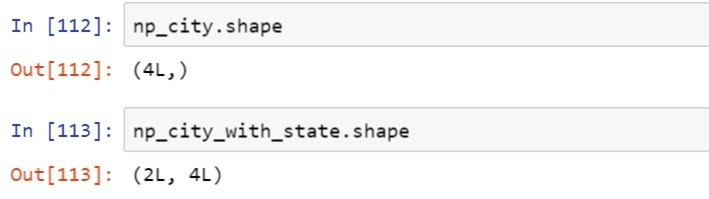 In [112]: np_city.shape
Out[112]: (4L,)
In [113]: np_city_with_state.shape
Out[113]: (2L, 4L)